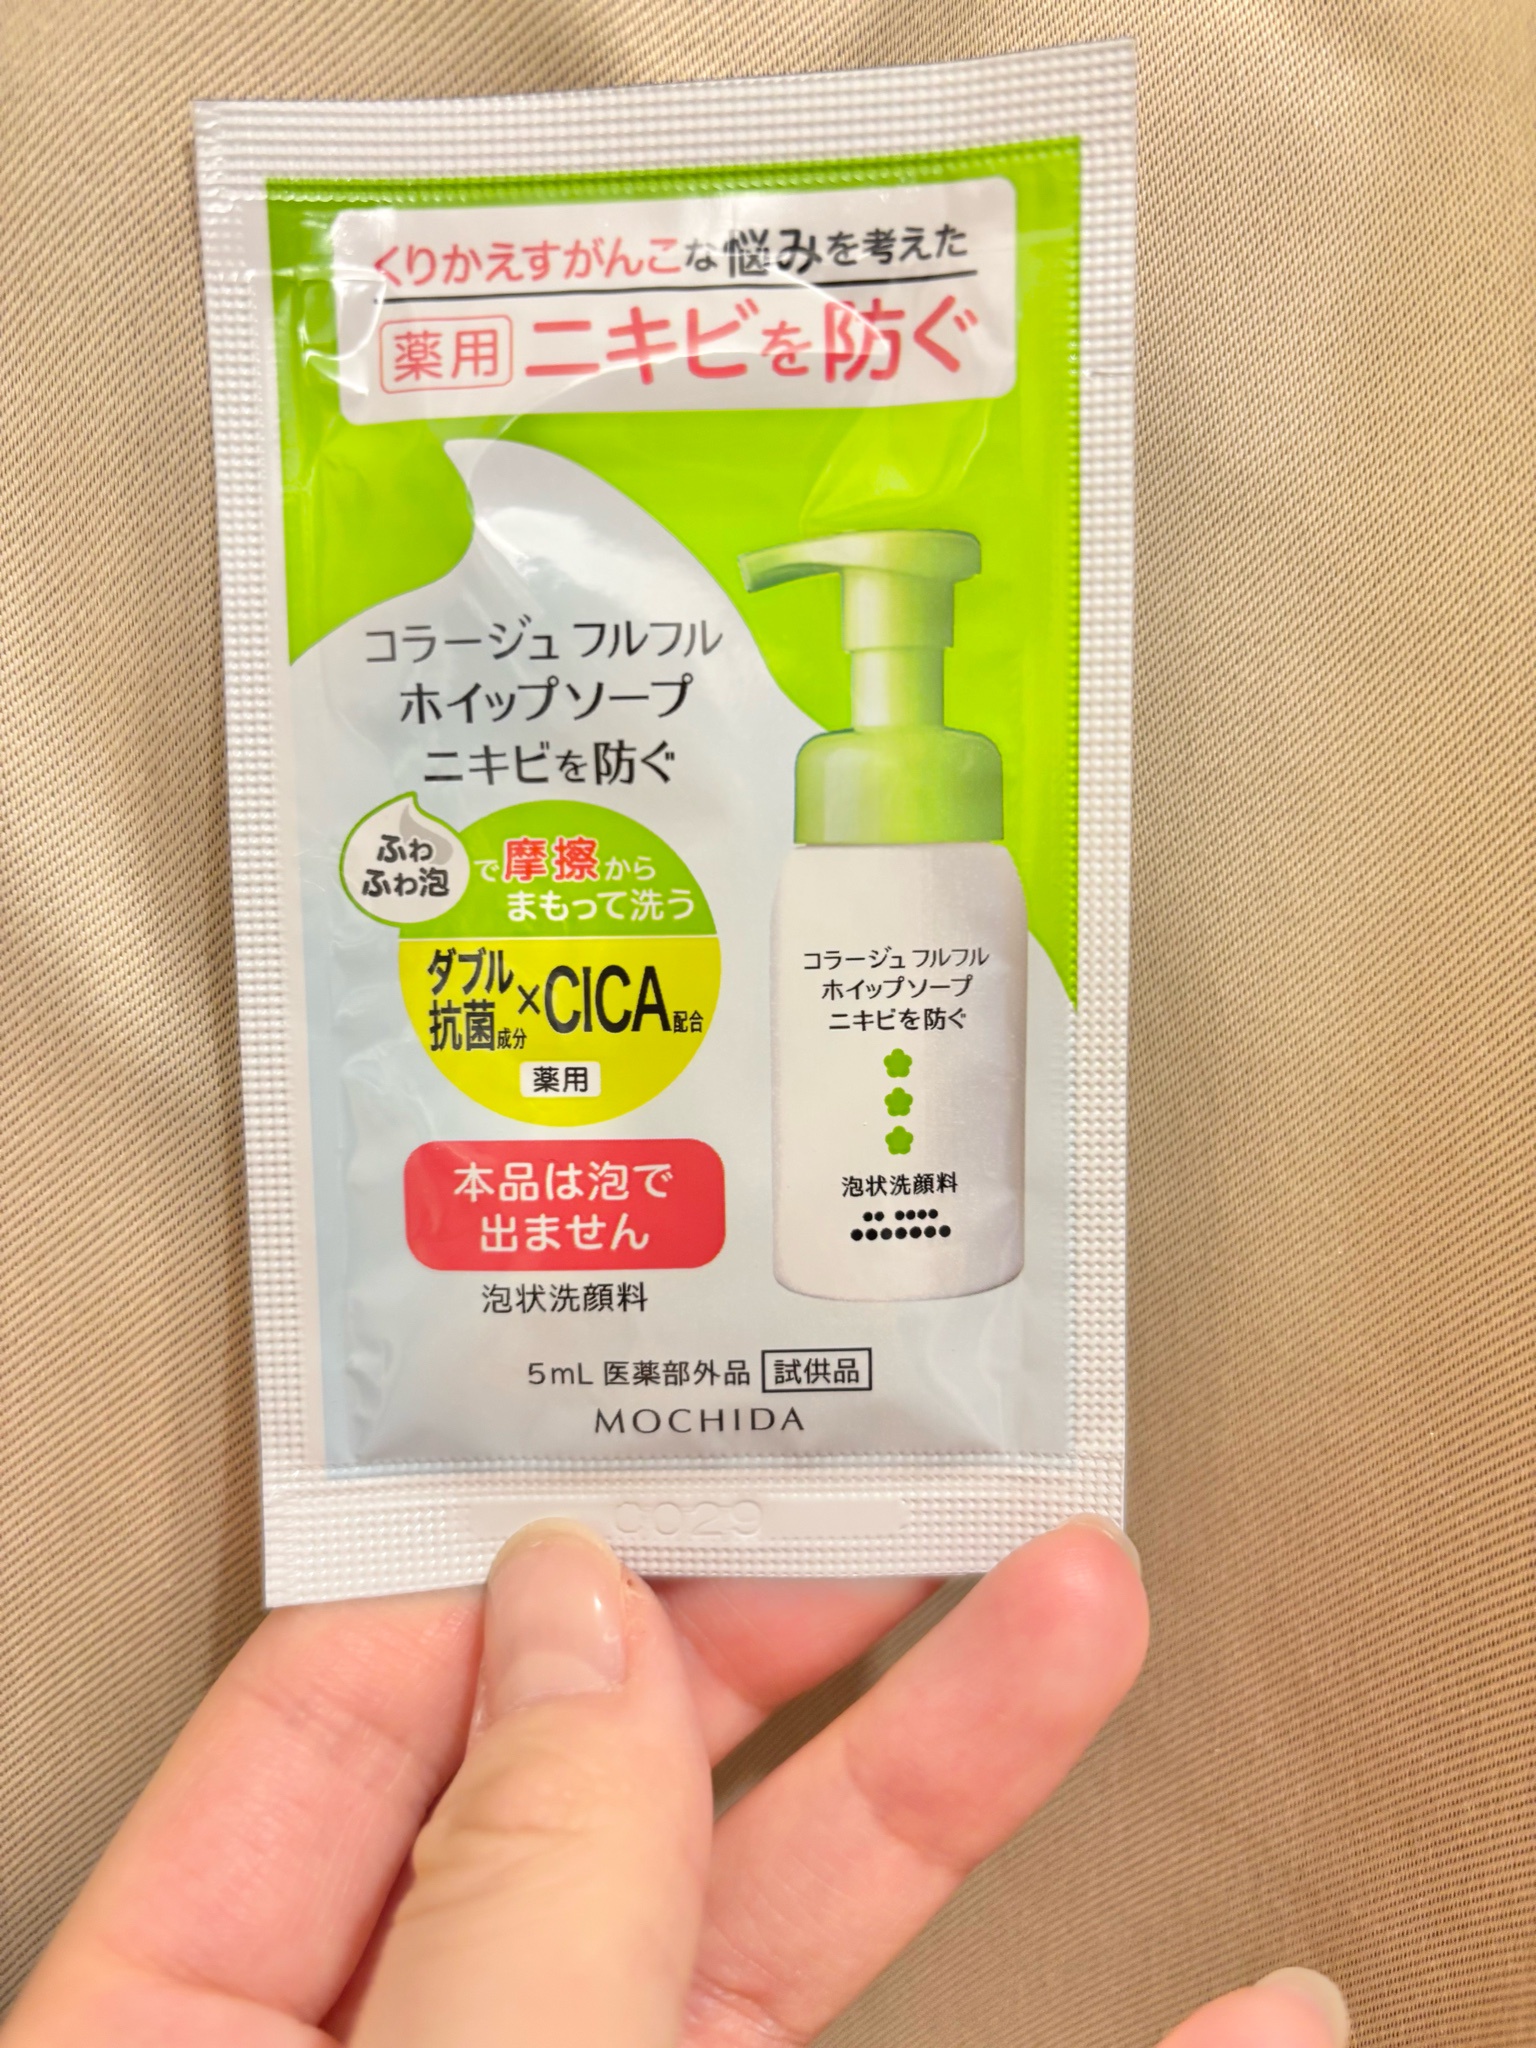 くりかえすがんこな悩みを考えた
薬用 ニキビを防ぐ
コラージュフルフル
ホイップソープ
ニキビを防ぐ
ふわ
ふわ泡
で摩擦から
まもって洗う
ダブル
抗菌成分×CICA配合
薬用
本品は泡で
出ません
泡状洗顔料
5mL 医薬部外品 試供品
MOCHIDA
コラージュフルフル
ホイップソープ
ニキビを防ぐ
泡状洗顔料
C029